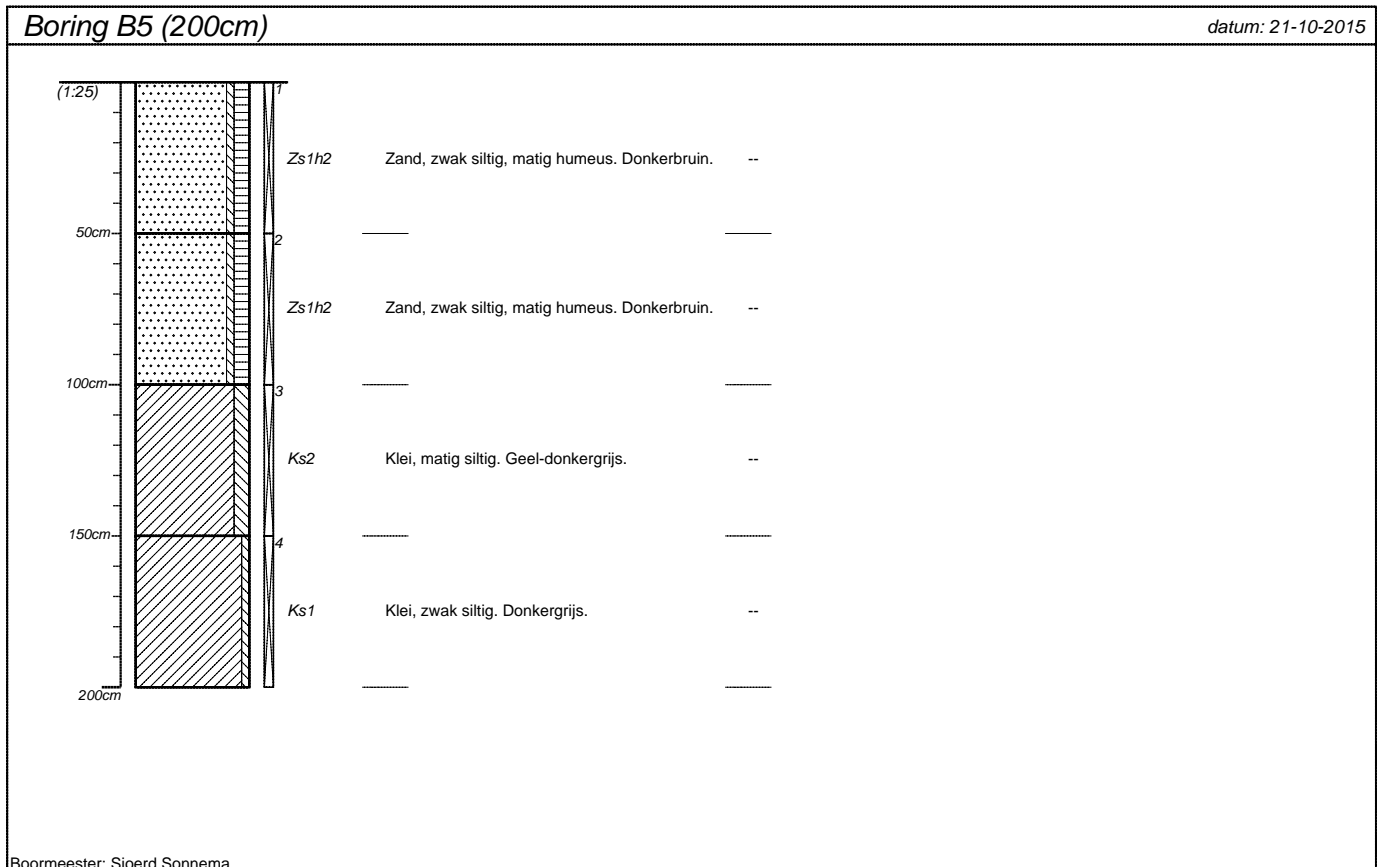 Boring B5 (200cm)
datum: 21-10-2015
(1:25)
1
Zs1h2 Zand, zwak siltig, matig humeus. Donkerbruin. --
50cm
2
Zs1h2 Zand, zwak siltig, matig humeus. Donkerbruin. --
100cm
3
Ks2 Klei, matig siltig. Geel-donkergrijs. --
150cm
4
Ks1 Klei, zwak siltig. Donkergrijs. --
200cm
Boormeester: Sjoerd Sonnema